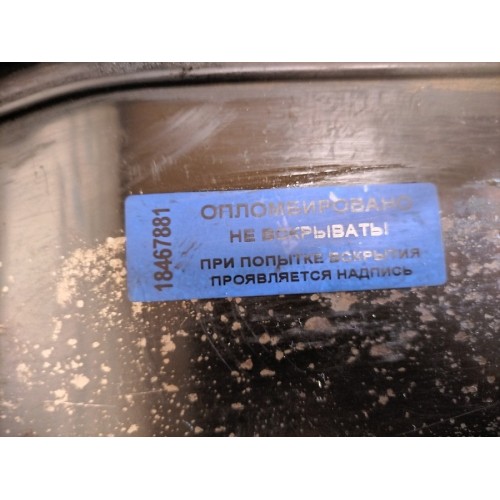 18467881
ОПЛОМБИРОВАНО
НЕ ВСКРЫВАТЬ!
ПРИ ПОПЫТКЕ ВСКРЫТИЯ
ПРОЯВЛЯЕТСЯ НАДПИСЬ